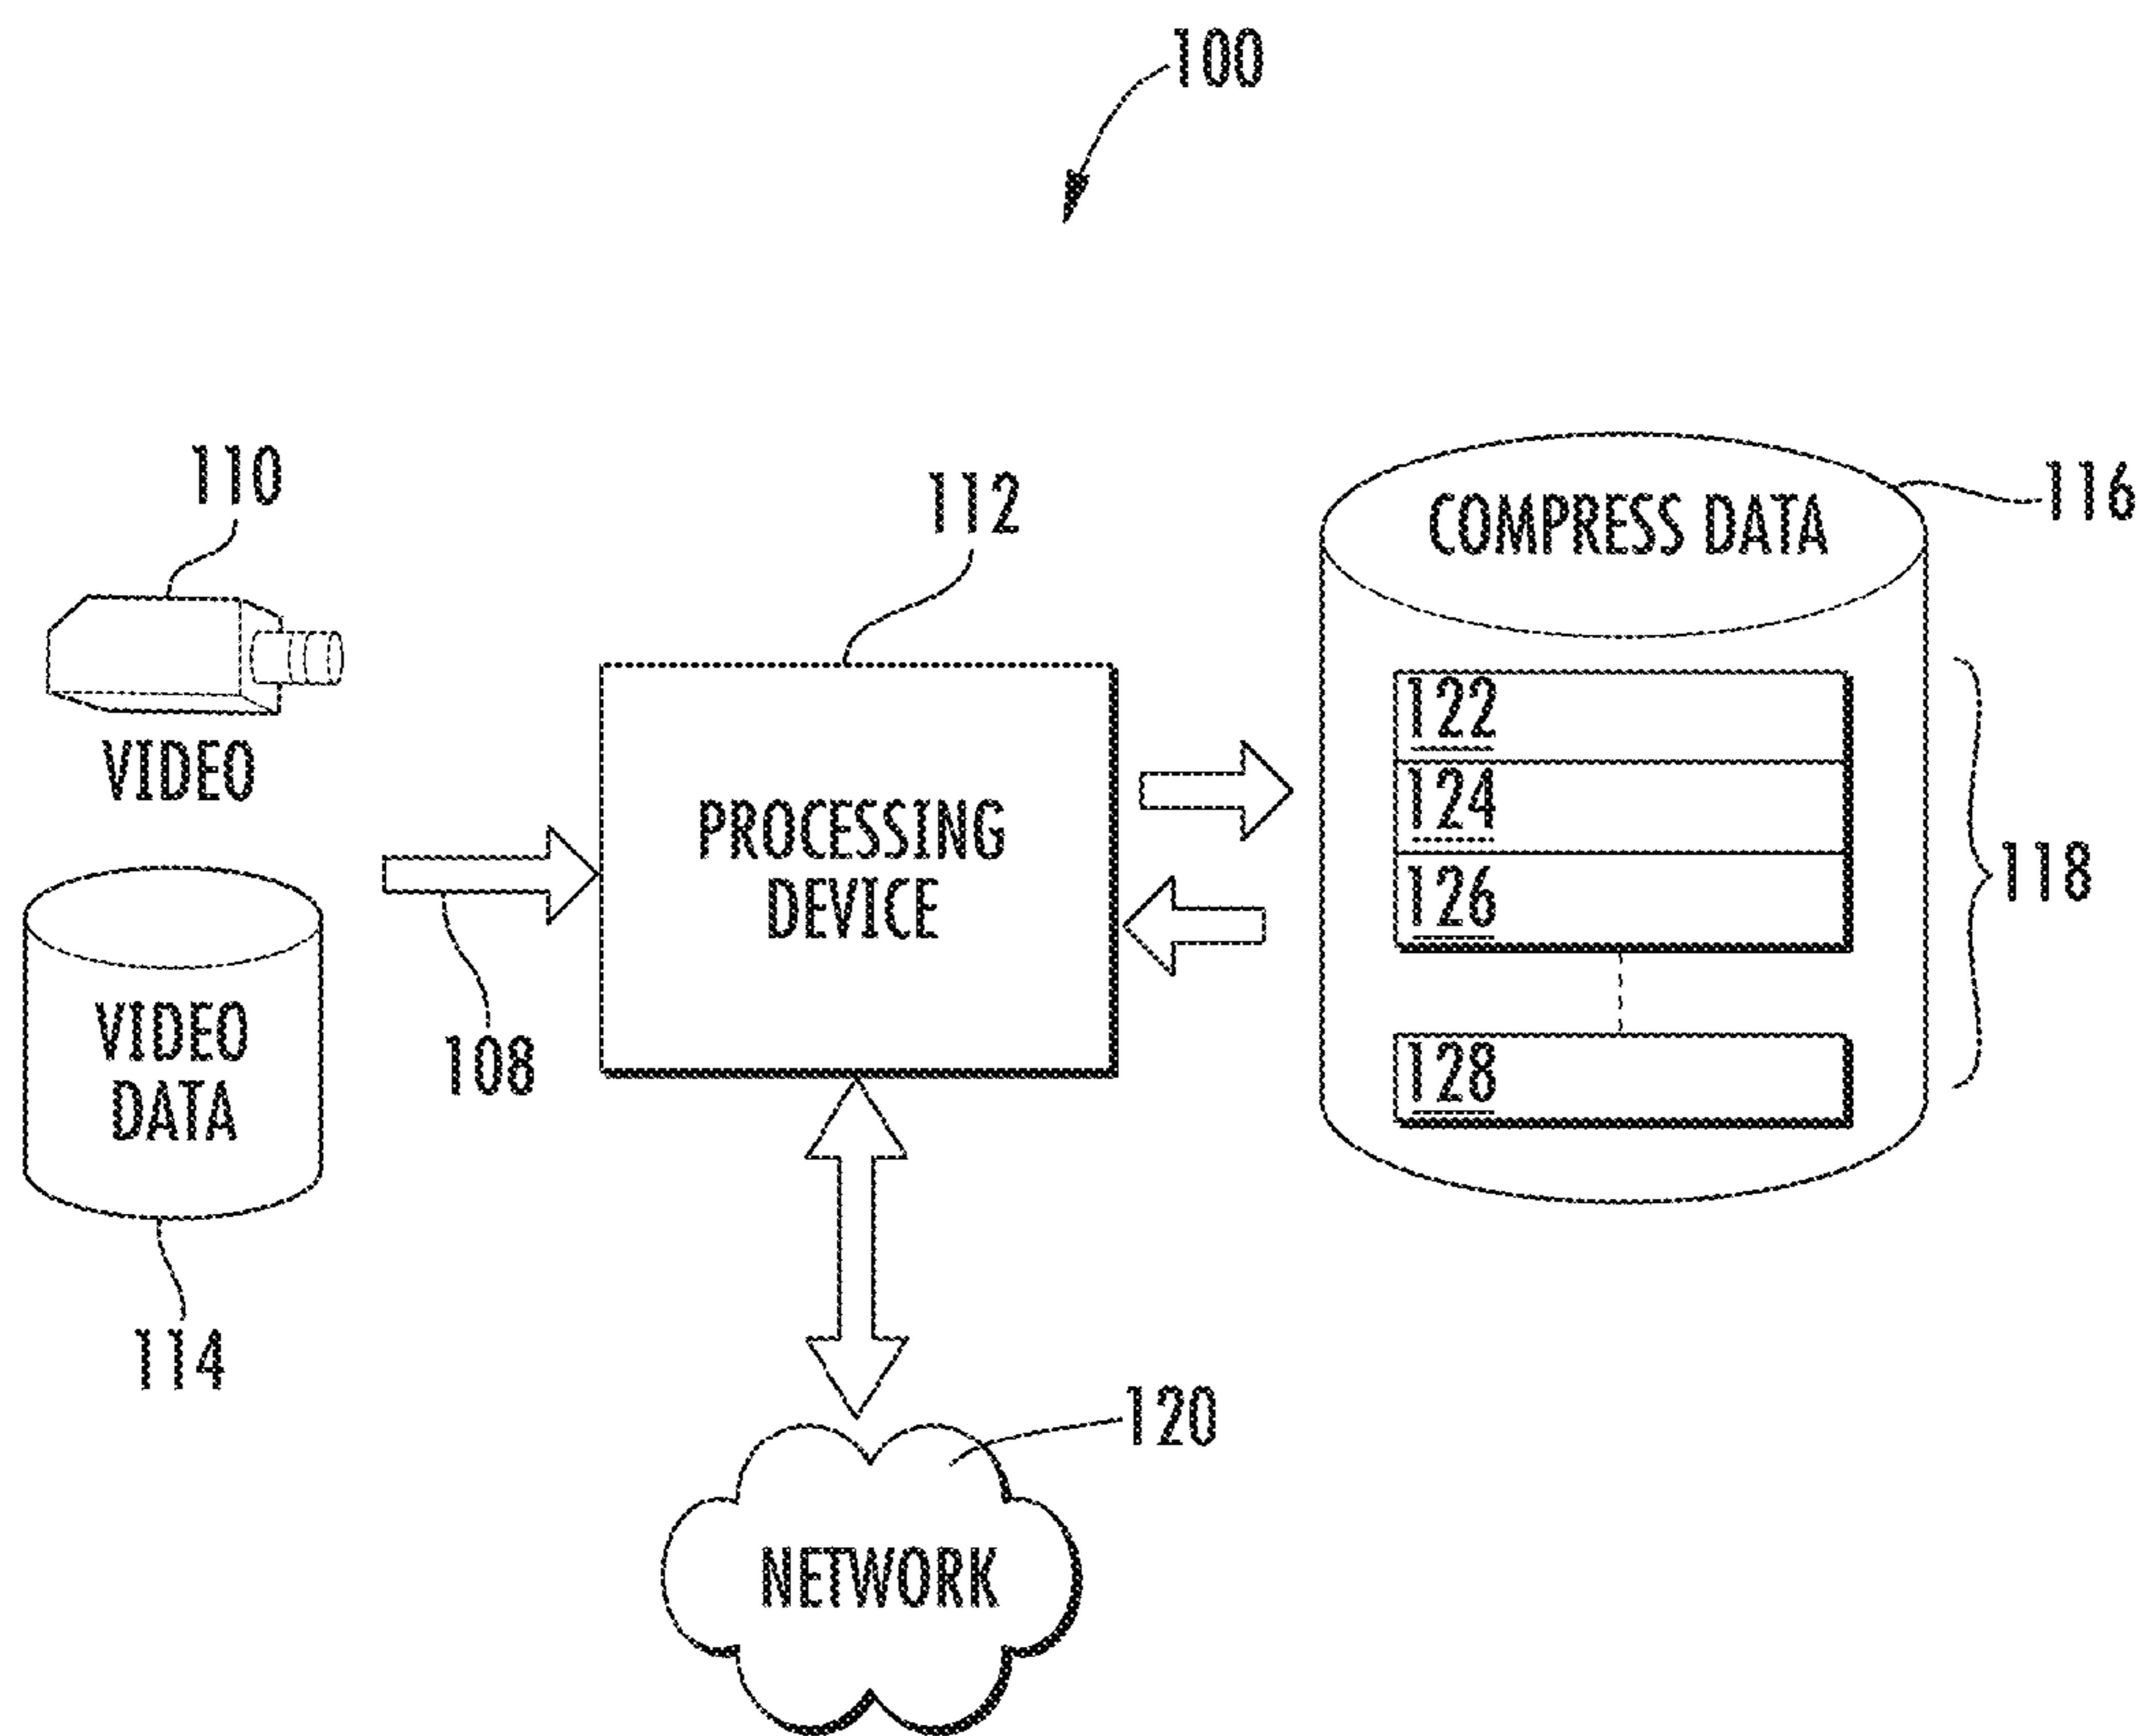 100
110
112
116
COMPRESS DATA
VIDEO
122
124
126
118
128
PROCESSING
DEVICE
VIDEO
DATA
108
114
120
NETWORK